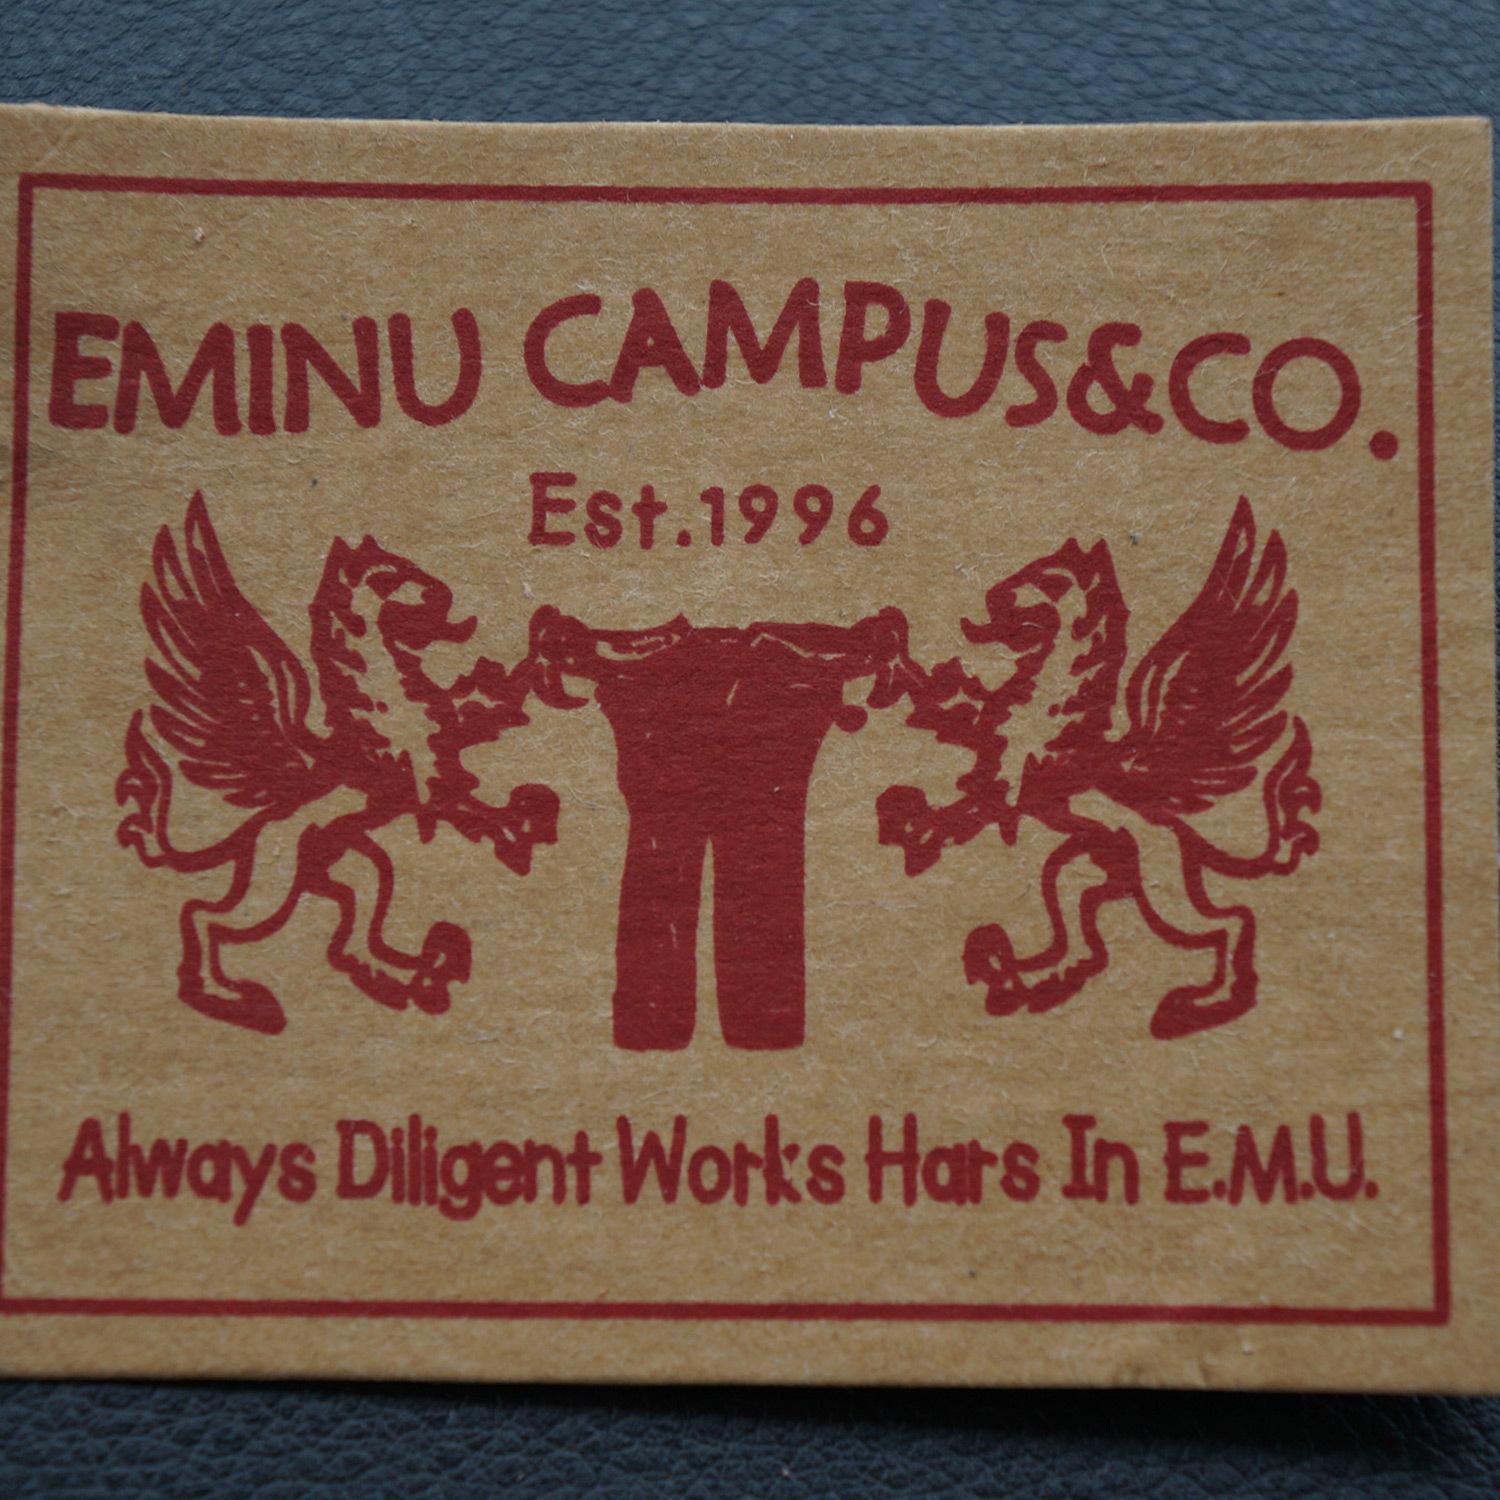 EMINU CAMPUS&CO.
Est.1996
Always Diligent Works Hars In E.M.U.